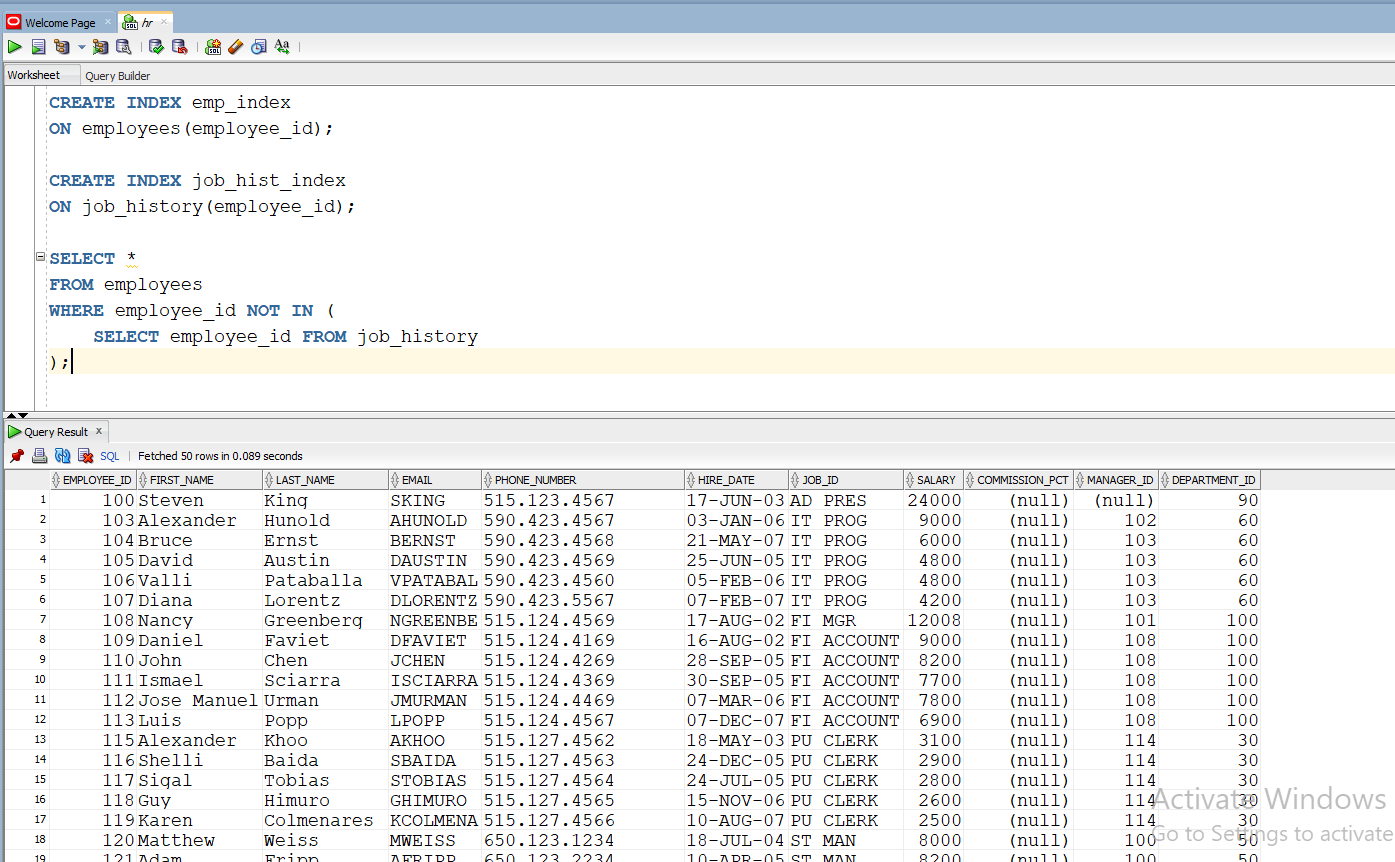 Welcome Page hr
Worksheet Query Builder
CREATE INDEX emp_index
ON employees(employee_id);
CREATE INDEX job_hist_index
ON job_history(employee_id);
SELECT *
FROM employees
WHERE employee_id NOT IN (
SELECT employee_id FROM job_history
);
Query Result x
SQL | Fetched 50 rows in 0.089 seconds
EMPLOYEE_ID FIRST_NAME LAST_NAME EMAIL PHONE_NUMBER HIRE_DATE JOB_ID SALARY COMMISSION_PCT MANAGER_ID DEPARTMENT_ID
1 100 Steven King SKING 515.123.4567 17-JUN-03 AD_PRES 24000 (null) (null) 90
2 103 Alexander Hunold AHUNOLD 590.423.4567 03-JAN-06 IT_PROG 9000 (null) 102 60
3 104 Bruce Ernst BERNST 590.423.4568 21-MAY-07 IT_PROG 6000 (null) 103 60
4 105 David Austin DAUSTIN 590.423.4569 25-JUN-05 IT_PROG 4800 (null) 103 60
5 106 Valli Pataballa VPATABAL 590.423.4560 05-FEB-06 IT_PROG 4800 (null) 103 60
6 107 Diana Lorentz DLORENTZ 590.423.5567 07-FEB-07 IT_PROG 4200 (null) 103 60
7 108 Nancy Greenberg NGREENBE 515.124.4569 17-AUG-02 FI_MGR 12008 (null) 101 100
8 109 Daniel Faviet DFAVIET 515.124.4169 16-AUG-02 FI_ACCOUNT 9000 (null) 108 100
9 110 John Chen JCHEN 515.124.4269 28-SEP-05 FI_ACCOUNT 8200 (null) 108 100
10 111 Ismael Sciarra ISCIARRA 515.124.4369 30-SEP-05 FI_ACCOUNT 7700 (null) 108 100
11 112 Jose Manuel Urman JMURMAN 515.124.4469 07-MAR-06 FI_ACCOUNT 7800 (null) 108 100
12 113 Luis Popp LPOPP 515.124.4567 07-DEC-07 FI_ACCOUNT 6900 (null) 108 100
13 115 Alexander Khoo AKHOO 515.127.4562 18-MAY-03 PU_CLERK 3100 (null) 114 30
14 116 Shelli Baida SBAIDA 515.127.4563 24-DEC-05 PU_CLERK 2900 (null) 114 30
15 117 Sigal Tobias STOBIAS 515.127.4564 24-JUL-05 PU_CLERK 2800 (null) 114 30
16 118 Guy Himuro GHIMURO 515.127.4565 15-NOV-06 PU_CLERK 2600 (null) 114 30
17 119 Karen Colmenares KCOLMENA 515.127.4566 10-AUG-07 PU_CLERK 2500 (null) 114 30
18 120 Matthew Weiss MWEISS 650.123.1234 18-JUL-04 ST_MAN 8000 (null) 100 50
19 121 Adam Fripp AFRIPP 650.123.2234 10-APR-05 ST_MAN 8200 (null) 100 50
Activate Windows
Go to Settings to activate